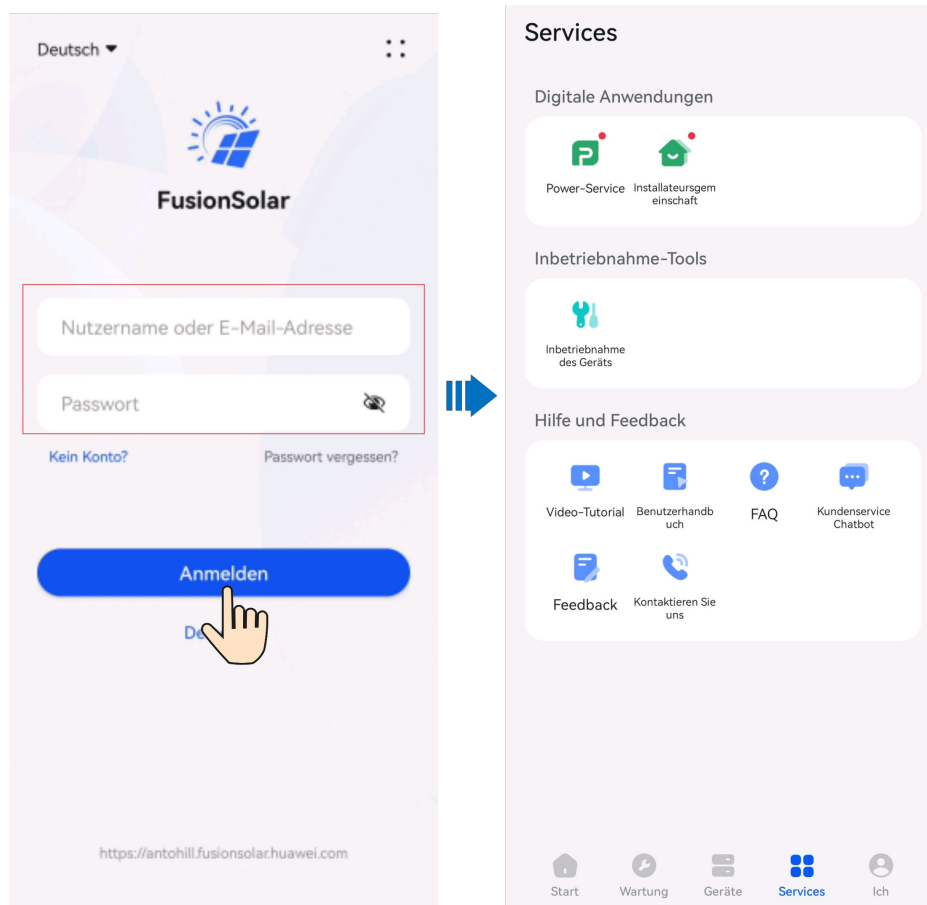 Deutsch
FusionSolar
Nutzername oder E-Mail-Adresse
Passwort
Kein Konto?
Passwort vergessen?
Anmelden
https://antohill.fusionsolar.huawei.com
Services
Digitale Anwendungen
Power-Service
Installateursgem
einschaft
Inbetriebnahme-Tools
Inbetriebnahme
des Geräts
Hilfe und Feedback
Video-Tutorial
Benutzerhandb
uch
FAQ
Kundenservice
Chatbot
Feedback
Kontaktieren Sie
uns
Start
Wartung
Geräte
Services
Ich